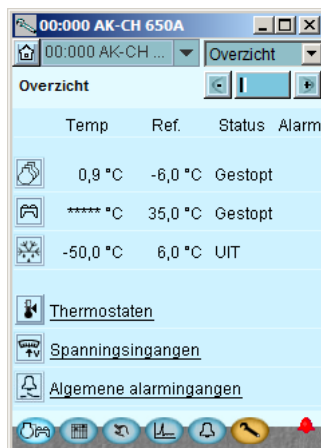 00:000 AK-CH 650A
00:000 AK-CH ... Overzicht
Overzicht
Temp Ref. Status Alarm
0,9 °C -6,0 °C Gestopt
***** °C 35,0 °C Gestopt
-50,0 °C 6,0 °C UIT
Thermostaten
Spanningsingangen
Algemene alarmingangen